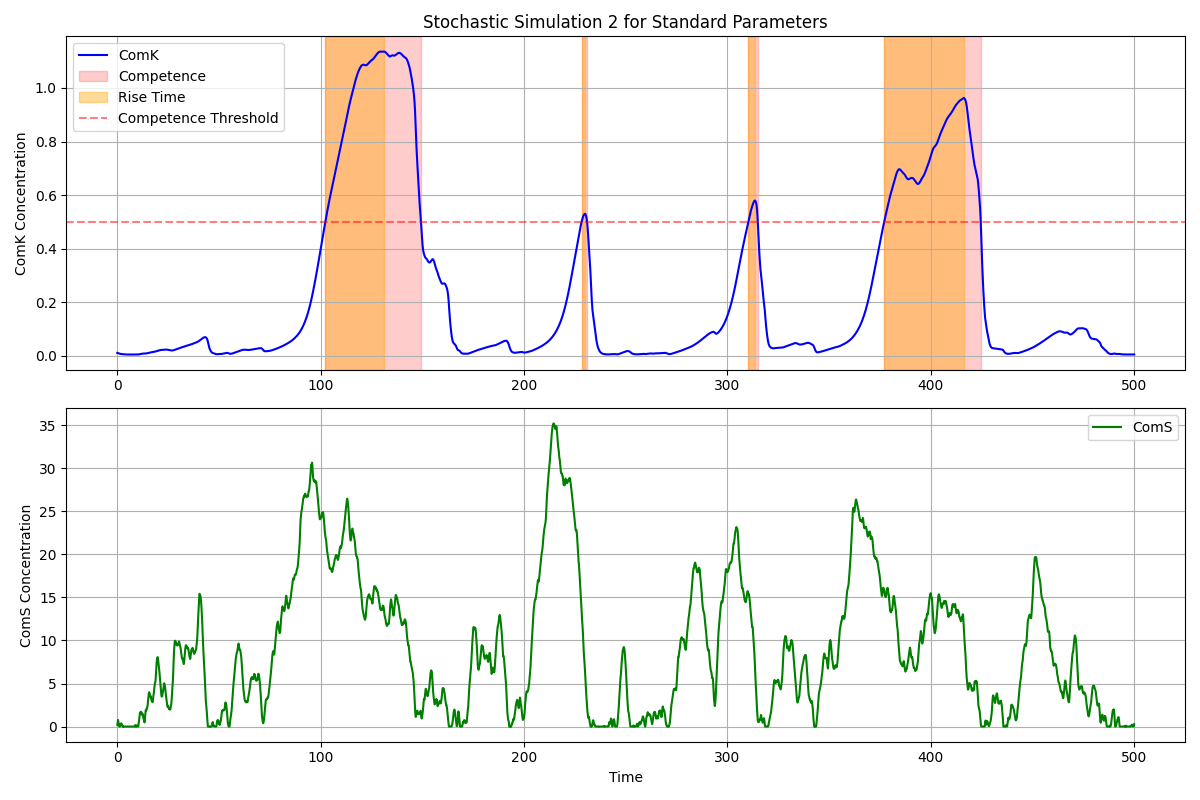 Stochastic Simulation 2 for Standard Parameters
ComK Concentration
1.0
0.8
0.6
0.4
0.2
0.0
ComK
Competence
Rise Time
Competence Threshold
0 100 200 300 400 500
ComS Concentration
35
30
25
20
15
10
5
0
ComS
0 100 200 300 400 500
Time